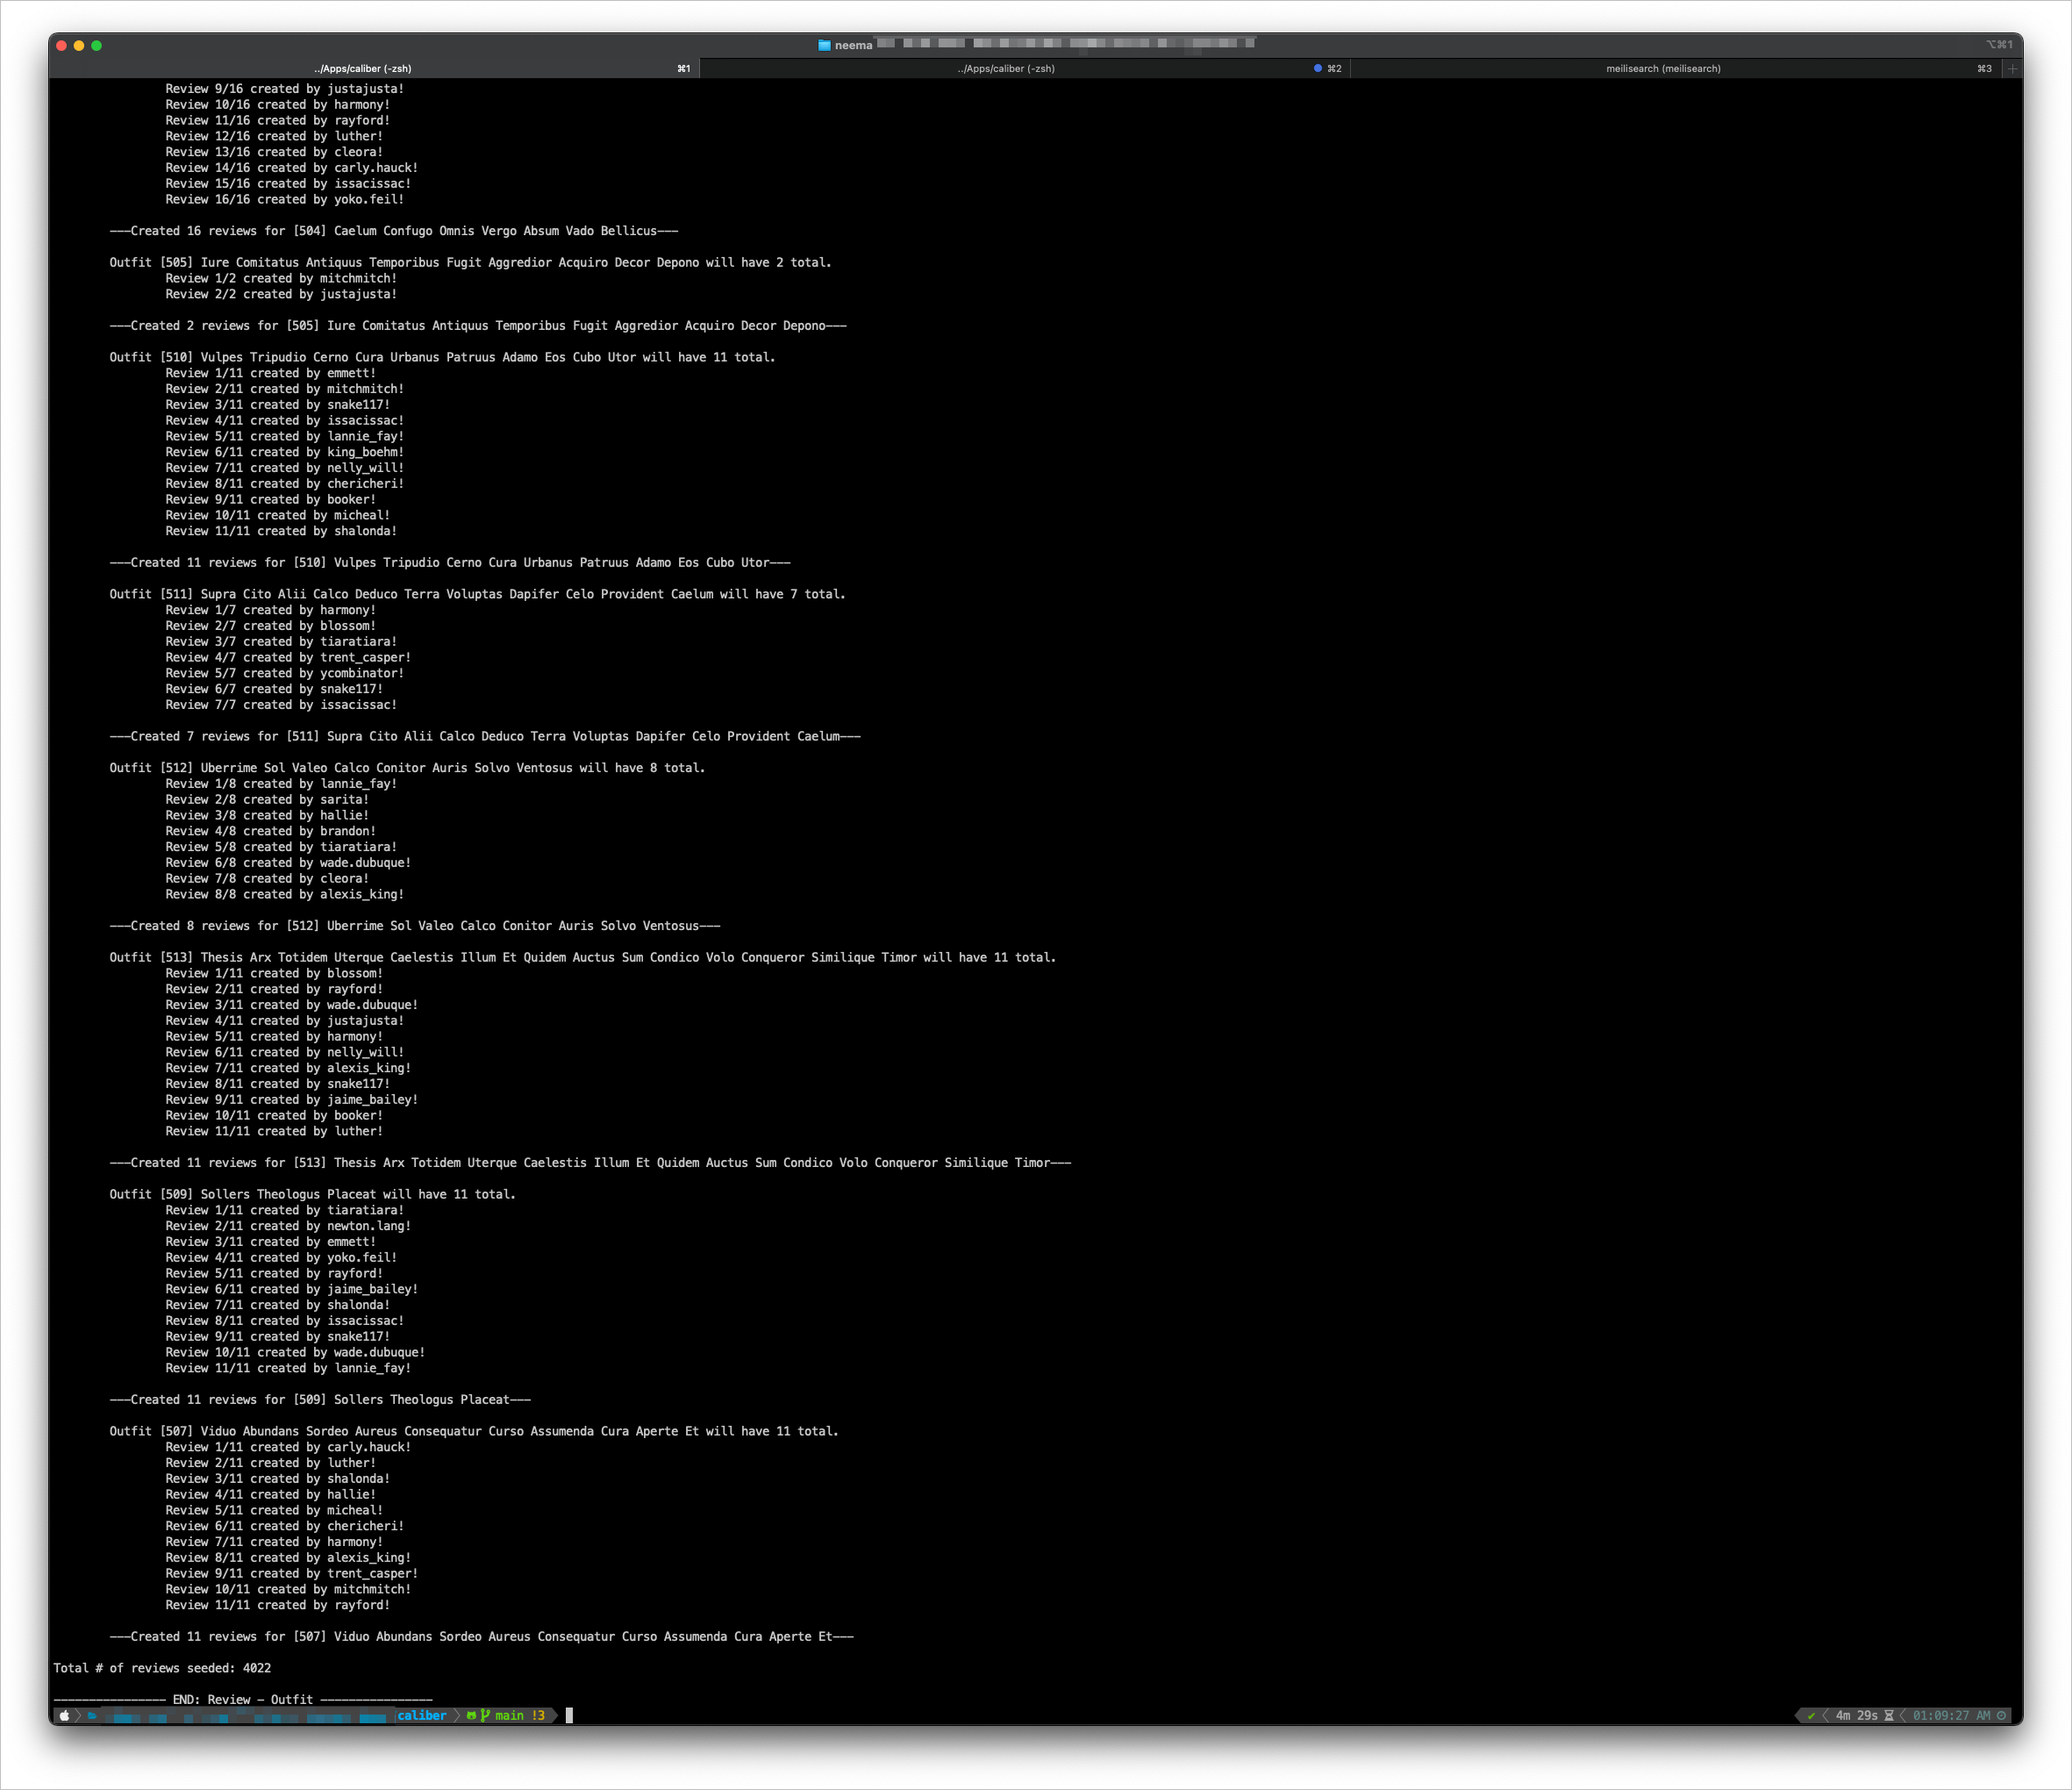 neema
⌥⌘1
../Apps/caliber (-zsh) ⌘1 ../Apps/caliber (-zsh) ⌘2 meilisearch (meilisearch) ⌘3 +
Review 9/16 created by justajusta!
Review 10/16 created by harmony!
Review 11/16 created by rayford!
Review 12/16 created by luther!
Review 13/16 created by cleora!
Review 14/16 created by carly.hauck!
Review 15/16 created by issacissac!
Review 16/16 created by yoko.feil!
———Created 16 reviews for [504] Caelum Confugo Omnis Vergo Absum Vado Bellicus———
Outfit [505] Iure Comitatus Antiquus Temporibus Fugit Aggredior Acquiro Decor Depono will have 2 total.
Review 1/2 created by mitchmitch!
Review 2/2 created by justajusta!
———Created 2 reviews for [505] Iure Comitatus Antiquus Temporibus Fugit Aggredior Acquiro Decor Depono———
Outfit [510] Vulpes Tripudio Cerno Cura Urbanus Patruus Adamo Eos Cubo Utor will have 11 total.
Review 1/11 created by emmett!
Review 2/11 created by mitchmitch!
Review 3/11 created by snake117!
Review 4/11 created by issacissac!
Review 5/11 created by lannie_fay!
Review 6/11 created by king_boehm!
Review 7/11 created by nelly_will!
Review 8/11 created by chericheri!
Review 9/11 created by booker!
Review 10/11 created by micheal!
Review 11/11 created by shalonda!
———Created 11 reviews for [510] Vulpes Tripudio Cerno Cura Urbanus Patruus Adamo Eos Cubo Utor———
Outfit [511] Supra Cito Alii Calco Deduco Terra Voluptas Dapifer Celo Provident Caelum will have 7 total.
Review 1/7 created by harmony!
Review 2/7 created by blossom!
Review 3/7 created by tiaratiara!
Review 4/7 created by trent_casper!
Review 5/7 created by ycombinator!
Review 6/7 created by snake117!
Review 7/7 created by issacissac!
———Created 7 reviews for [511] Supra Cito Alii Calco Deduco Terra Voluptas Dapifer Celo Provident Caelum———
Outfit [512] Uberrime Sol Valeo Calco Conitor Auris Solvo Ventosus will have 8 total.
Review 1/8 created by lannie_fay!
Review 2/8 created by sarita!
Review 3/8 created by hallie!
Review 4/8 created by brandon!
Review 5/8 created by tiaratiara!
Review 6/8 created by wade.dubuque!
Review 7/8 created by cleora!
Review 8/8 created by alexis_king!
———Created 8 reviews for [512] Uberrime Sol Valeo Calco Conitor Auris Solvo Ventosus———
Outfit [513] Thesis Arx Totidem Uterque Caelestis Illum Et Quidem Auctus Sum Condico Volo Conqueror Similique Timor will have 11 total.
Review 1/11 created by blossom!
Review 2/11 created by rayford!
Review 3/11 created by wade.dubuque!
Review 4/11 created by justajusta!
Review 5/11 created by harmony!
Review 6/11 created by nelly_will!
Review 7/11 created by alexis_king!
Review 8/11 created by snake117!
Review 9/11 created by jaime_bailey!
Review 10/11 created by booker!
Review 11/11 created by luther!
———Created 11 reviews for [513] Thesis Arx Totidem Uterque Caelestis Illum Et Quidem Auctus Sum Condico Volo Conqueror Similique Timor———
Outfit [509] Sollers Theologus Placeat will have 11 total.
Review 1/11 created by tiaratiara!
Review 2/11 created by newton.lang!
Review 3/11 created by emmett!
Review 4/11 created by yoko.feil!
Review 5/11 created by rayford!
Review 6/11 created by jaime_bailey!
Review 7/11 created by shalonda!
Review 8/11 created by issacissac!
Review 9/11 created by snake117!
Review 10/11 created by wade.dubuque!
Review 11/11 created by lannie_fay!
———Created 11 reviews for [509] Sollers Theologus Placeat———
Outfit [507] Viduo Abundans Sordeo Aureus Consequatur Curso Assumenda Cura Aperte Et will have 11 total.
Review 1/11 created by carly.hauck!
Review 2/11 created by luther!
Review 3/11 created by shalonda!
Review 4/11 created by hallie!
Review 5/11 created by micheal!
Review 6/11 created by chericheri!
Review 7/11 created by harmony!
Review 8/11 created by alexis_king!
Review 9/11 created by trent_casper!
Review 10/11 created by mitchmitch!
Review 11/11 created by rayford!
———Created 11 reviews for [507] Viduo Abundans Sordeo Aureus Consequatur Curso Assumenda Cura Aperte Et———
Total # of reviews seeded: 4022
———————————————— END: Review – Outfit ————————————————
caliber main !3 ✔ 4m 29s 01:09:27 AM